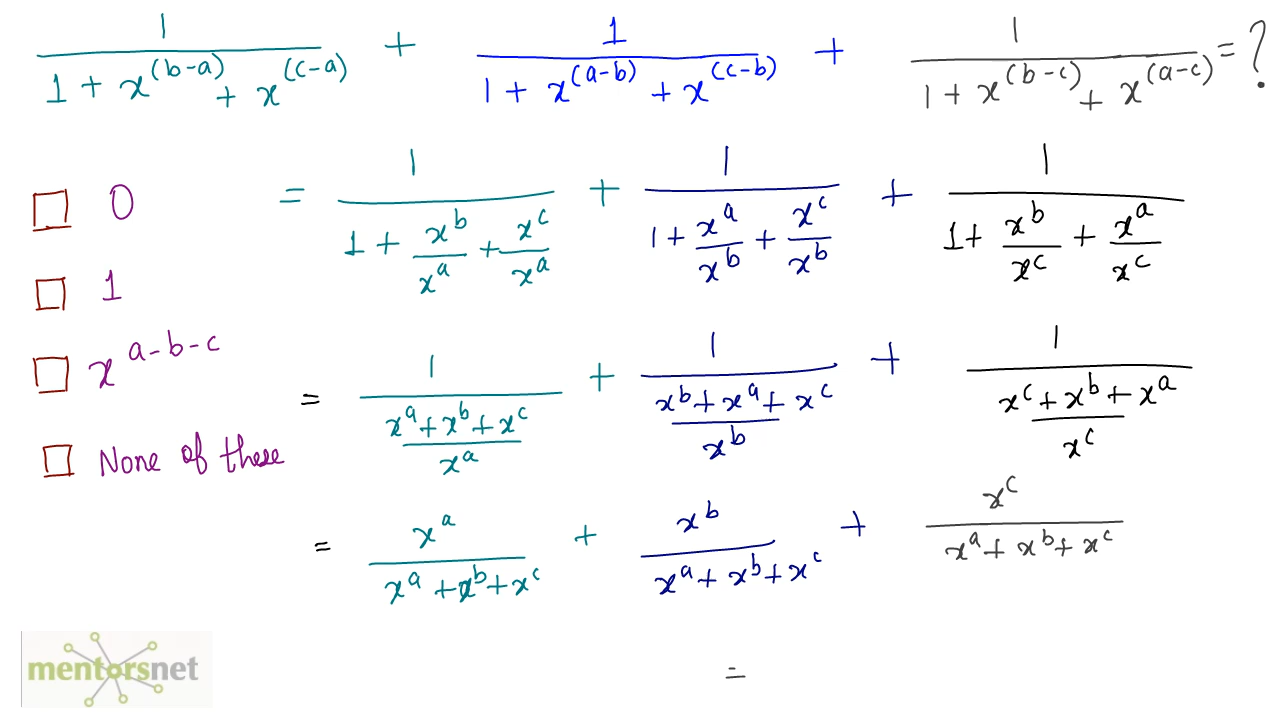 1/(1 + x^(b-a) + x^(c-a)) + 1/(1 + x^(a-b) + x^(c-b)) + 1/(1 + x^(b-c) + x^(a-c)) = ?
□ 0
□ 1
□ x^(a-b-c)
□ None of these
= 1/(1 + x^b/x^a + x^c/x^a) + 1/(1 + x^a/x^b + x^c/x^b) + 1/(1 + x^b/x^c + x^a/x^c)
= 1/((x^a + x^b + x^c)/x^a) + 1/((x^b + x^a + x^c)/x^b) + 1/((x^c + x^b + x^a)/x^c)
= x^a/(x^a + x^b + x^c) + x^b/(x^a + x^b + x^c) + x^c/(x^a + x^b + x^c)
=
mentorsnet